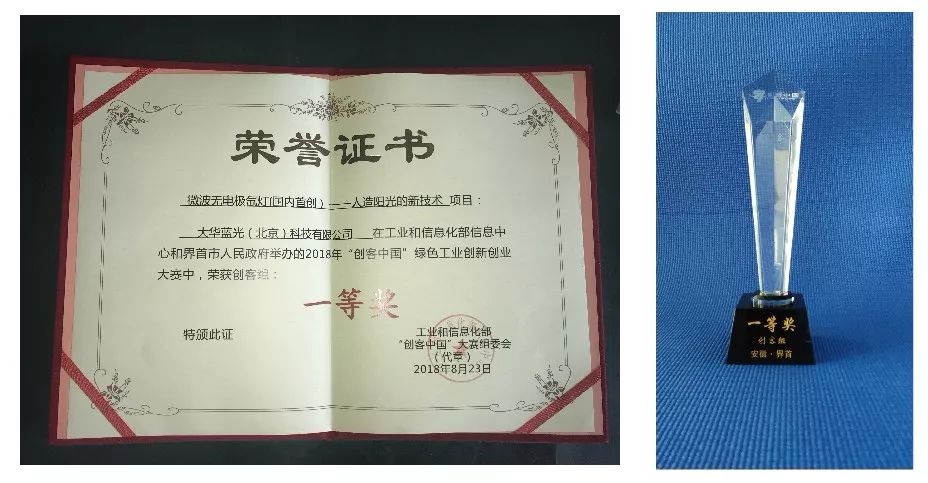 荣誉证书
微波无电极氙灯(国内首创)----人造阳光的新技术 项目:
大华蓝光(北京)科技有限公司 在工业和信息化部信息中
心和界首市人民政府举办的2018年“创客中国”绿色工业创新创业
大赛中,荣获创客组:
一等奖
特颁此证
工业和信息化部
“创客中国”大赛组委会
(代章)
2018年8月23日
一等奖
创客组
安徽·界首